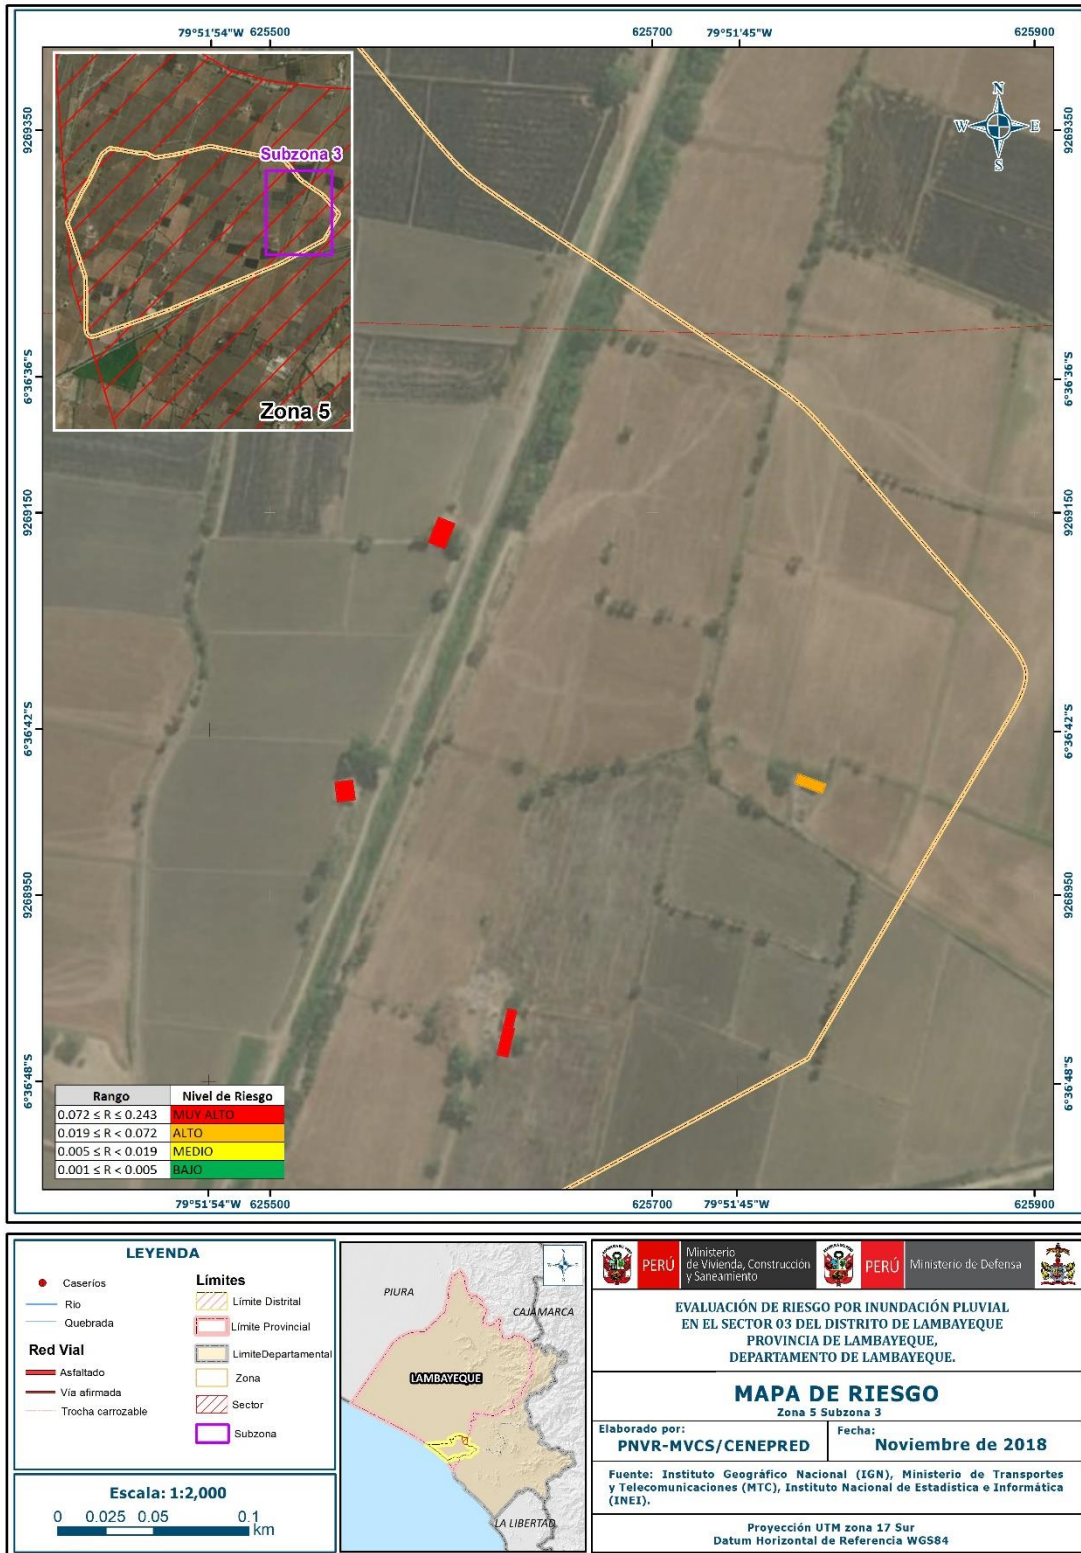 79°51'54"W 625500 625700 79°51'45"W 625900
9269350
6°36'36"S
9269150
6°36'42"S
9268950
6°36'48"S
9269350
6°36'36"S
9269150
6°36'42"S
9268950
6°36'48"S
N
W E
S
Subzona 3
Zona 5
Rango Nivel de Riesgo
0.072 ≤ R ≤ 0.243 MUY ALTO
0.019 ≤ R < 0.072 ALTO
0.005 ≤ R < 0.019 MEDIO
0.001 ≤ R < 0.005 BAJO
79°51'54"W 625500 625700 79°51'45"W 625900
LEYENDA
Caseríos
Rio
Quebrada
Red Vial
Asfaltado
Vía afirmada
Trocha carrozable
Límites
Límite Distrital
Límite Provincial
LimiteDepartamental
Zona
Sector
Subzona
Escala: 1:2,000
0 0.025 0.05 0.1
km
PIURA
CAJAMARCA
LAMBAYEQUE
LA LIBERTAD
PERÚ
Ministerio
de Vivienda, Construcción
y Saneamiento
PERÚ
Ministerio de Defensa
EVALUACIÓN DE RIESGO POR INUNDACIÓN PLUVIAL
EN EL SECTOR 03 DEL DISTRITO DE LAMBAYEQUE
PROVINCIA DE LAMBAYEQUE,
DEPARTAMENTO DE LAMBAYEQUE.
MAPA DE RIESGO
Zona 5 Subzona 3
Elaborado por:
PNVR-MVCS/CENEPRED
Fecha:
Noviembre de 2018
Fuente: Instituto Geográfico Nacional (IGN), Ministerio de Transportes
y Telecomunicaciones (MTC), Instituto Nacional de Estadística e Informática
(INEI).
Proyección UTM zona 17 Sur
Datum Horizontal de Referencia WGS84